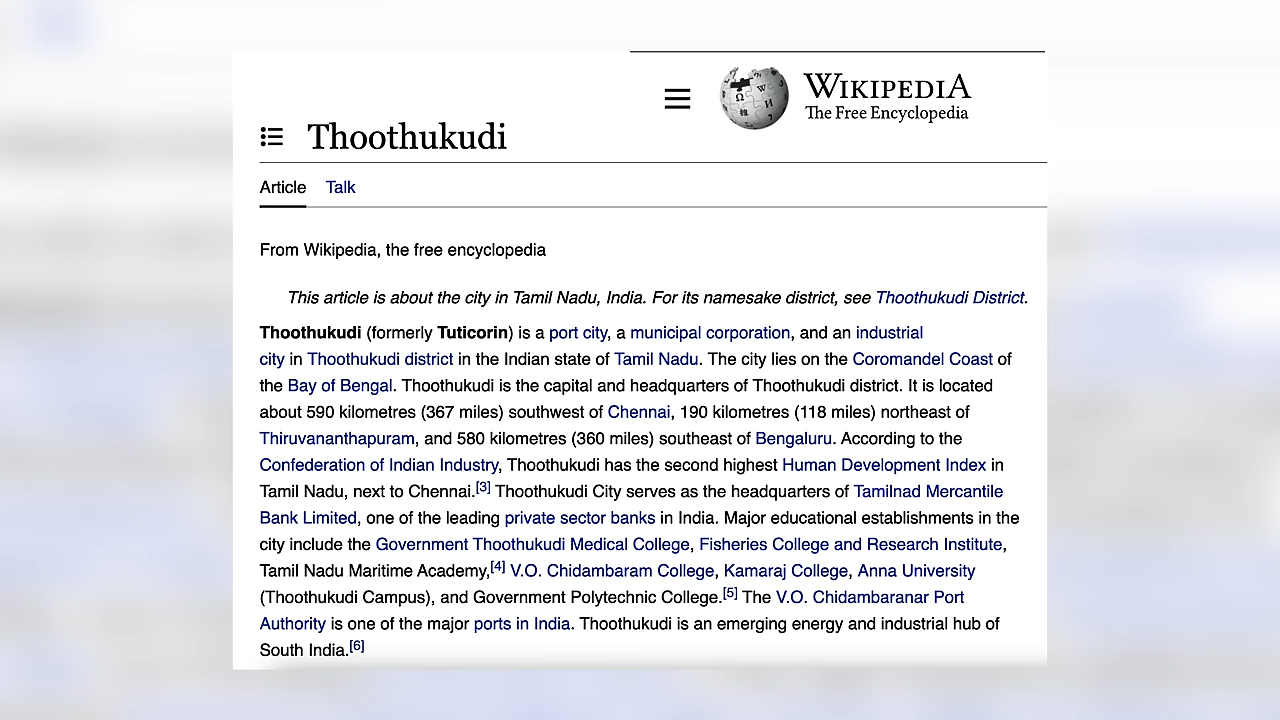 WIKIPEDIA
The Free Encyclopedia
Thoothukudi
Article Talk
From Wikipedia, the free encyclopedia
This article is about the city in Tamil Nadu, India. For its namesake district, see Thoothukudi District.
Thoothukudi (formerly Tuticorin) is a port city, a municipal corporation, and an industrial
city in Thoothukudi district in the Indian state of Tamil Nadu. The city lies on the Coromandel Coast of
the Bay of Bengal. Thoothukudi is the capital and headquarters of Thoothukudi district. It is located
about 590 kilometres (367 miles) southwest of Chennai, 190 kilometres (118 miles) northeast of
Thiruvananthapuram, and 580 kilometres (360 miles) southeast of Bengaluru. According to the
Confederation of Indian Industry, Thoothukudi has the second highest Human Development Index in
Tamil Nadu, next to Chennai.[3] Thoothukudi City serves as the headquarters of Tamilnad Mercantile
Bank Limited, one of the leading private sector banks in India. Major educational establishments in the
city include the Government Thoothukudi Medical College, Fisheries College and Research Institute,
Tamil Nadu Maritime Academy,[4] V.O. Chidambaram College, Kamaraj College, Anna University
(Thoothukudi Campus), and Government Polytechnic College.[5] The V.O. Chidambaranar Port
Authority is one of the major ports in India. Thoothukudi is an emerging energy and industrial hub of
South India.[6]